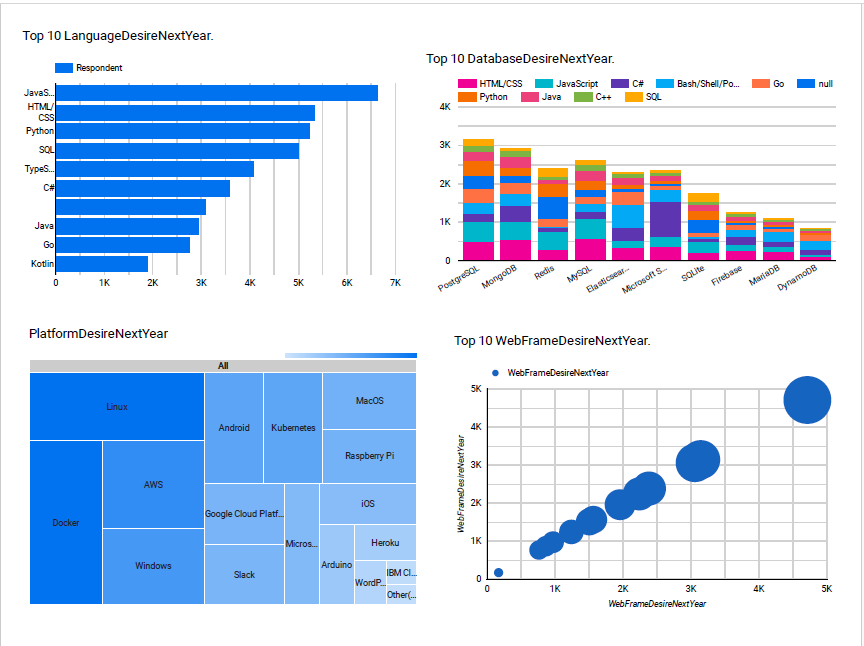 Top 10 LanguageDesireNextYear.
Respondent
JavaS...
HTML/
CSS
Python
SQL
TypeS...
C#
Java
Go
Kotlin
0 1K 2K 3K 4K 5K 6K 7K
Top 10 DatabaseDesireNextYear.
HTML/CSS JavaScript C# Bash/Shell/Po... Go null
Python Java C++ SQL
4K
3K
2K
1K
0
PostgreSQL MongoDB Redis MySQL Elasticsear... Microsoft S... SQLite Firebase MariaDB DynamoDB
PlatformDesireNextYear
All
Linux
Docker
AWS
Windows
Android
Kubernetes
MacOS
Raspberry Pi
Google Cloud Platf...
Slack
Micros...
iOS
Arduino
Heroku
WordP...
IBM Cl...
Other(...
Top 10 WebFrameDesireNextYear.
WebFrameDesireNextYear
WebFrameDesireNextYear
5K
4K
3K
2K
1K
0
0 1K 2K 3K 4K 5K
WebFrameDesireNextYear